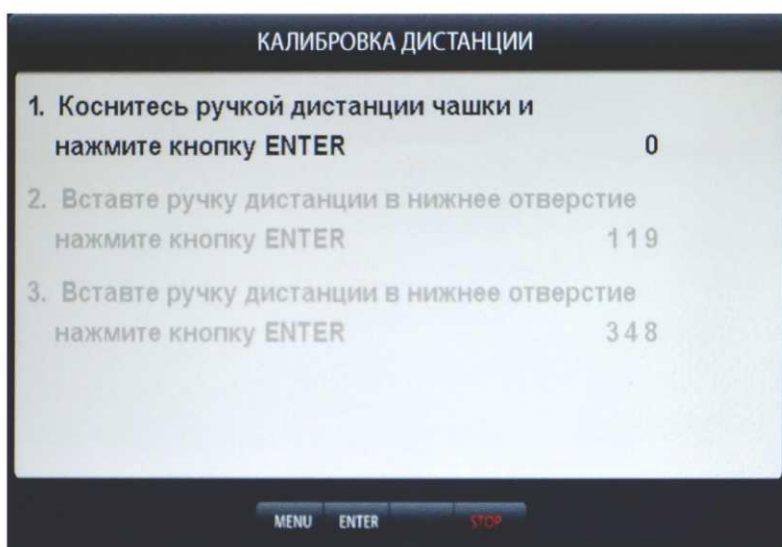 КАЛИБРОВКА ДИСТАНЦИИ
1. Коснитесь ручкой дистанции чашки и
нажмите кнопку ENTER 0
2. Вставте ручку дистанции в нижнее отверстие
нажмите кнопку ENTER 119
3. Вставте ручку дистанции в нижнее отверстие
нажмите кнопку ENTER 348
MENU ENTER STOP